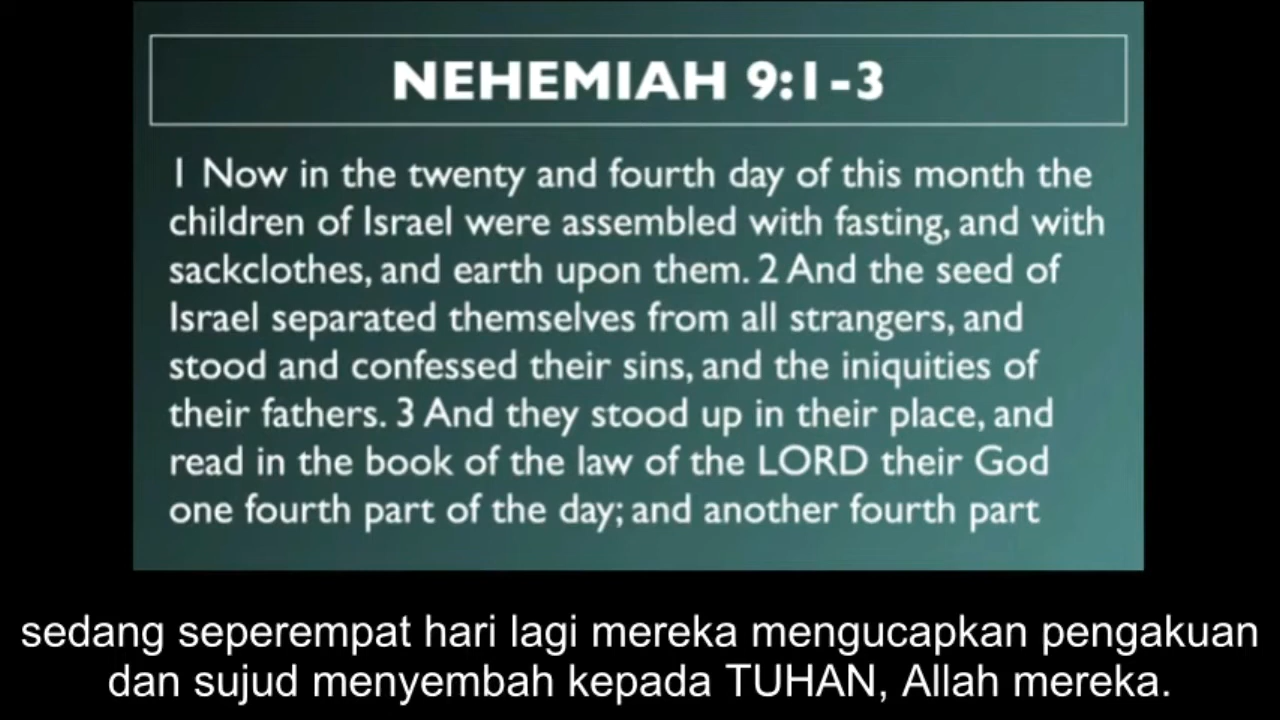 NEHEMIAH 9:1-3
1 Now in the twenty and fourth day of this month the
children of Israel were assembled with fasting, and with
sackclothes, and earth upon them. 2 And the seed of
Israel separated themselves from all strangers, and
stood and confessed their sins, and the iniquities of
their fathers. 3 And they stood up in their place, and
read in the book of the law of the LORD their God
one fourth part of the day; and another fourth part
sedang seperempat hari lagi mereka mengucapkan pengakuan
dan sujud menyembah kepada TUHAN, Allah mereka.